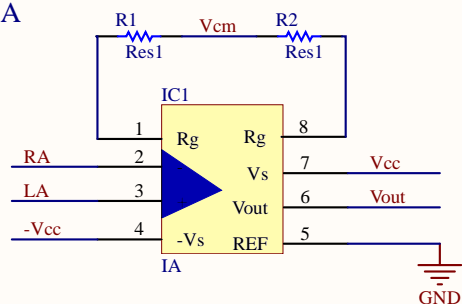 A
R1 Vcm R2
Res1 Res1
IC1
1 Rg Rg 8
RA 2 - Vs 7 Vcc
LA 3 + Vout 6 Vout
-Vcc 4 -Vs REF 5
IA
GND